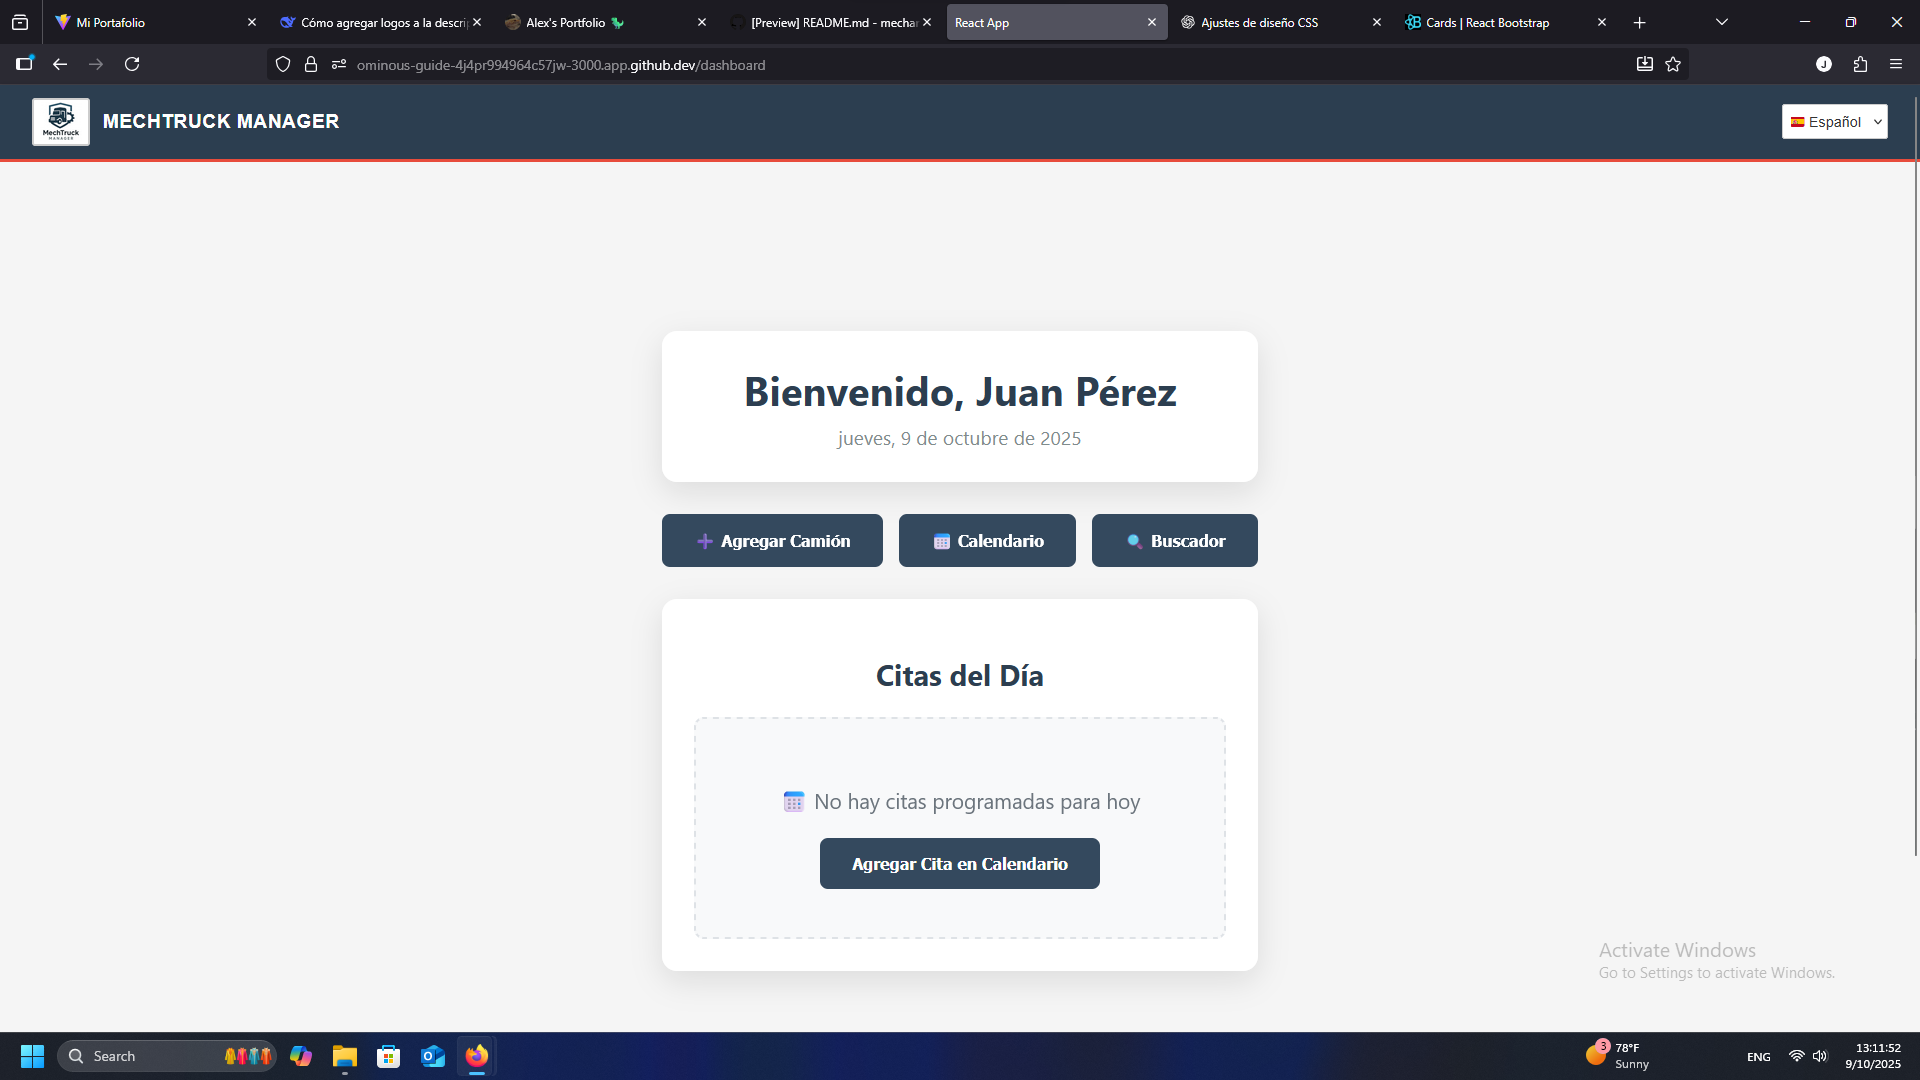 Mi Portafolio
Cómo agregar logos a la descri
Alex's Portfolio
[Preview] README.md - mecha
React App
Ajustes de diseño CSS
Cards | React Bootstrap
ominous-guide-4j4pr994964c57jw-3000.app.github.dev/dashboard
J
MechTruck
MANAGER
MECHTRUCK MANAGER
Español
Bienvenido, Juan Pérez
jueves, 9 de octubre de 2025
Agregar Camión
Calendario
Buscador
Citas del Día
No hay citas programadas para hoy
Agregar Cita en Calendario
Activate Windows
Go to Settings to activate Windows.
Search
3
78°F
Sunny
ENG
13:11:52
9/10/2025